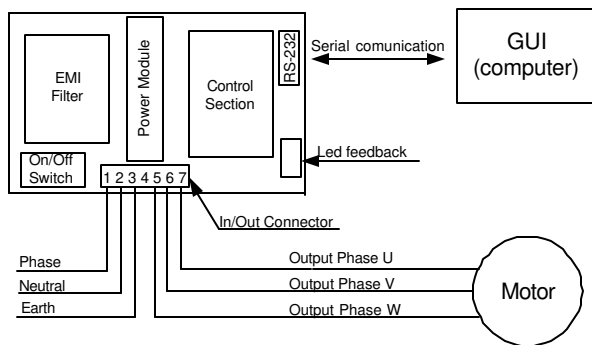 EMI
Filter
Power Module
Control
Section
RS-232
Serial comunication
GUI
(computer)
On/Off
Switch
Led feedback
1 2 3 4 5 6 7
In/Out Connector
Phase
Neutral
Earth
Output Phase U
Output Phase V
Output Phase W
Motor